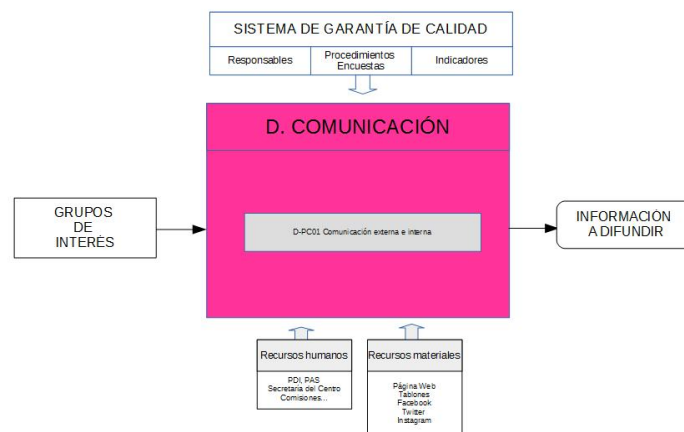 SISTEMA DE GARANTÍA DE CALIDAD
Responsables
Procedimientos
Encuestas
Indicadores
D. COMUNICACIÓN
GRUPOS
DE
INTERÉS
D-PC01 Comunicación externa e interna
INFORMACIÓN
A DIFUNDIR
Recursos humanos
PDI, PAS
Secretaria del Centro
Comisiones...
Recursos materiales
Página Web
Tablones
Facebook
Twitter
Instagram